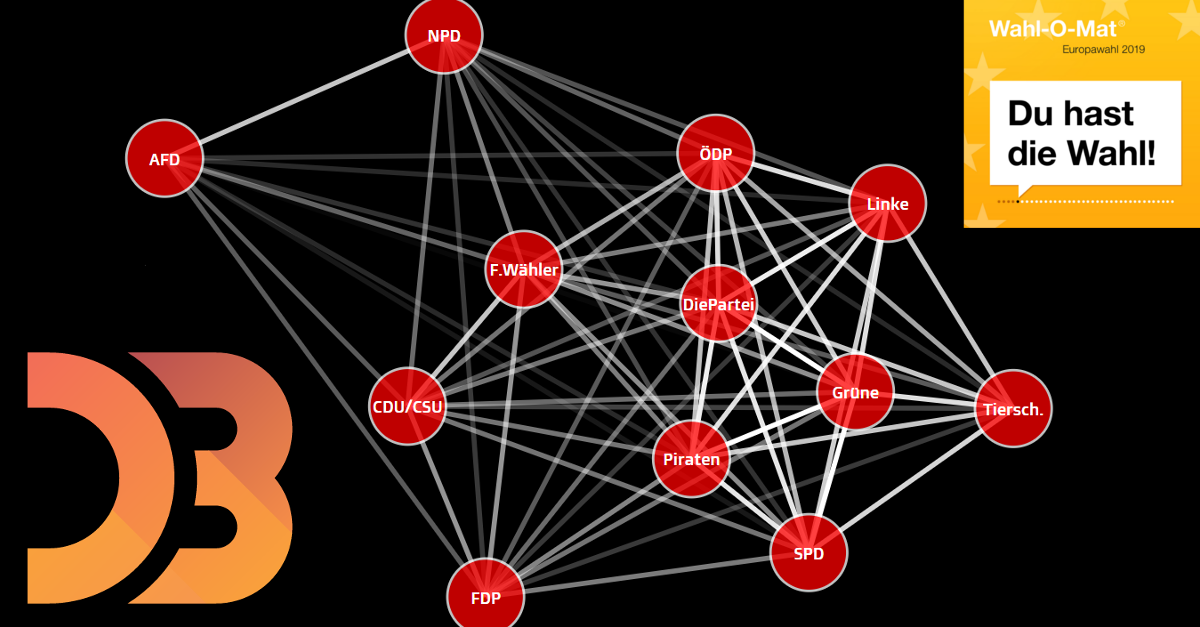 NPD
Wahl-O-Mat®
Europawahl 2019
Du hast
die Wahl!
AFD
ÖDP
Linke
F.Wähler
DiePartei
CDU/CSU
Grüne
Tiersch.
Piraten
SPD
FDP